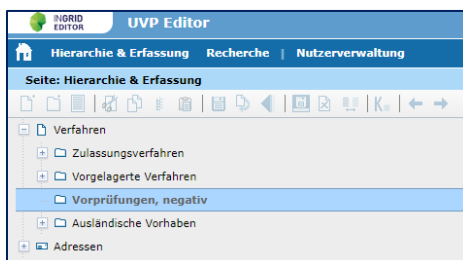 INGRID
EDITOR
UVP Editor
Hierarchie & Erfassung Recherche | Nutzerverwaltung
Seite: Hierarchie & Erfassung
Verfahren
Zulassungsverfahren
Vorgelagerte Verfahren
Vorprüfungen, negativ
Ausländische Vorhaben
Adressen